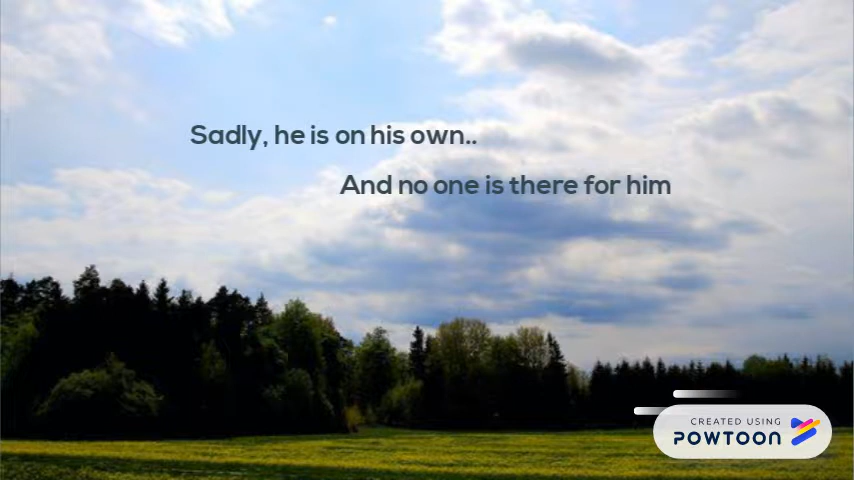 Sadly, he is on his own..
And no one is there for him
CREATED USING
POWTOON